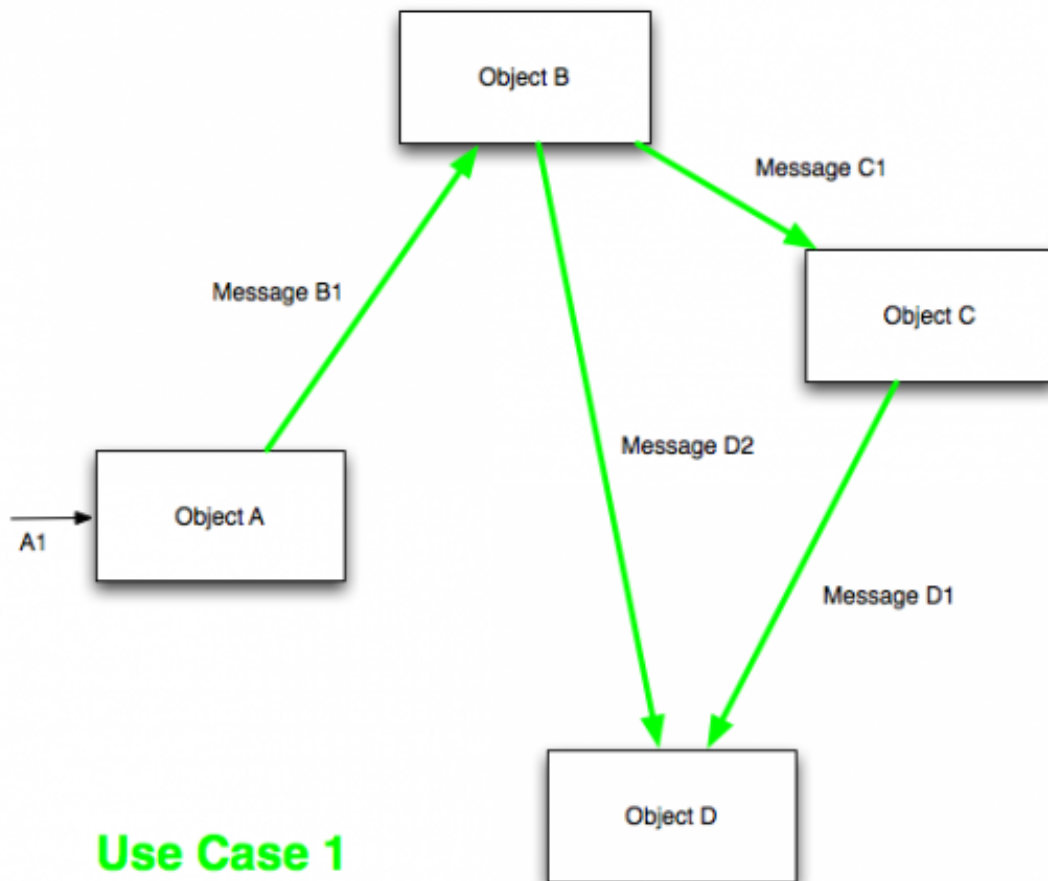 Object B
Message C1
Message B1
Object C
Message D2
Object A
A1
Message D1
Object D
Use Case 1